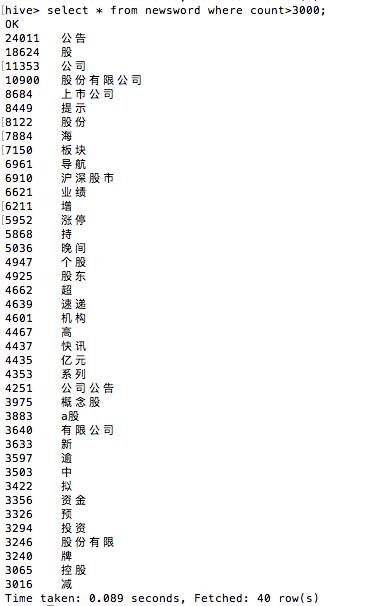 [hive> select * from newsword where count>3000;
OK
24011 公告
18624 股
[11353 公司
10900 股份有限公司
8684 上市公司
8449 提示
[8122 股份
[7884 海
[7150 板块
6961 导航
6910 沪深股市
6621 业绩
[6211 增
[5952 涨停
5868 持
5036 晚间
4947 个股
4925 股东
4662 超
4639 速递
4601 机构
4467 高
4437 快讯
4435 亿元
4353 系列
4251 公司公告
3975 概念股
3883 a股
3640 有限公司
3633 新
3597 逾
3503 中
3422 拟
3356 资金
3326 预
3294 投资
3246 股份有限
3240 牌
3065 控股
3016 减
Time taken: 0.089 seconds, Fetched: 40 row(s)